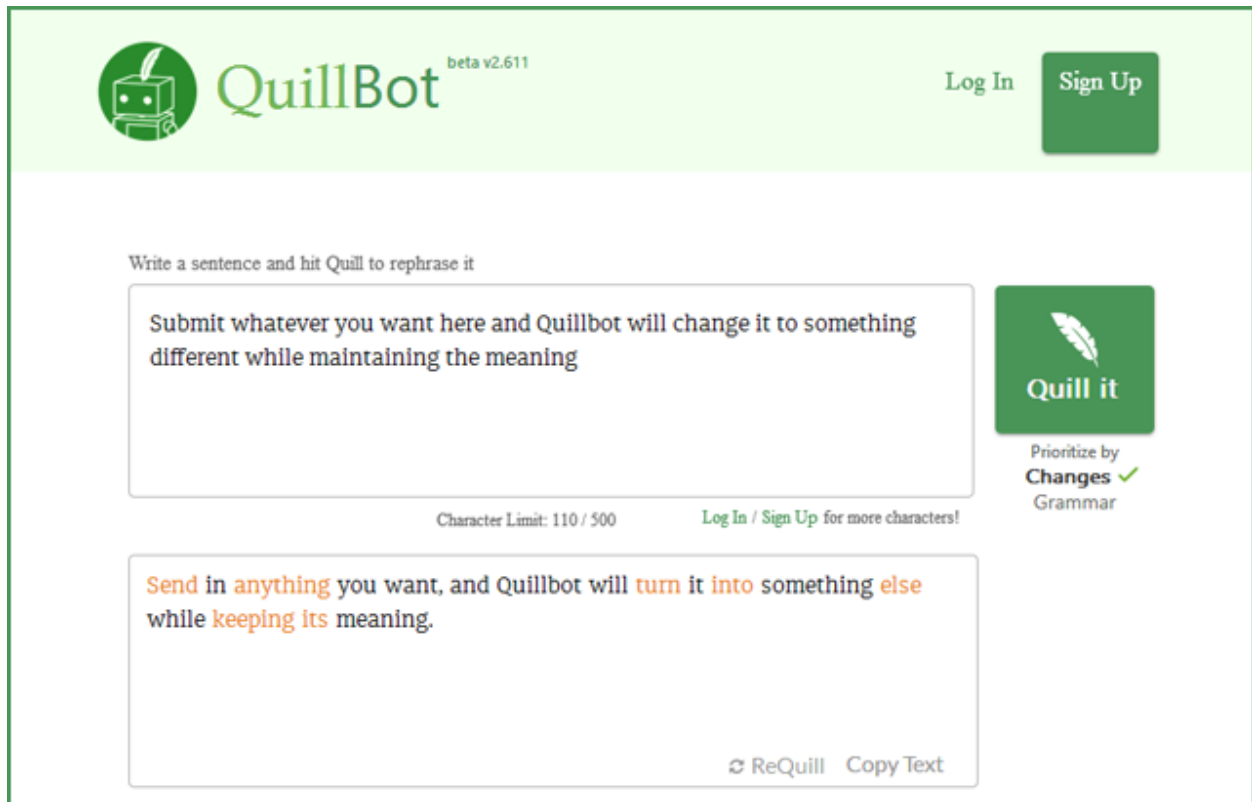 QuillBot beta v2.611
Log In Sign Up
Write a sentence and hit Quill to rephrase it
Submit whatever you want here and Quillbot will change it to something
different while maintaining the meaning
Quill it
Prioritize by
Changes
Grammar
Character Limit: 110 / 500 Log In / Sign Up for more characters!
Send in anything you want, and Quillbot will turn it into something else
while keeping its meaning.
ReQuill Copy Text